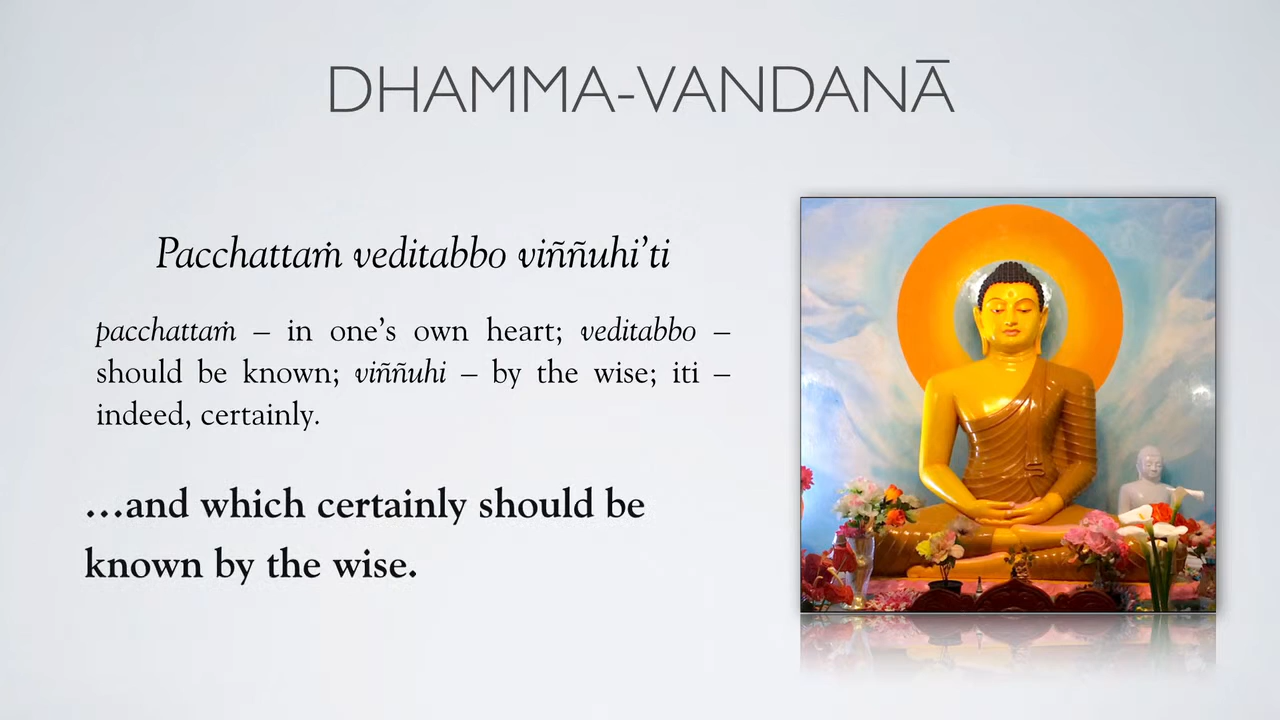 DHAMMA-VANDANĀ
Pacchattaṁ veditabbo viññuhi’ti
pacchattaṁ – in one’s own heart; veditabbo –
should be known; viññuhi – by the wise; iti –
indeed, certainly.
…and which certainly should be
known by the wise.